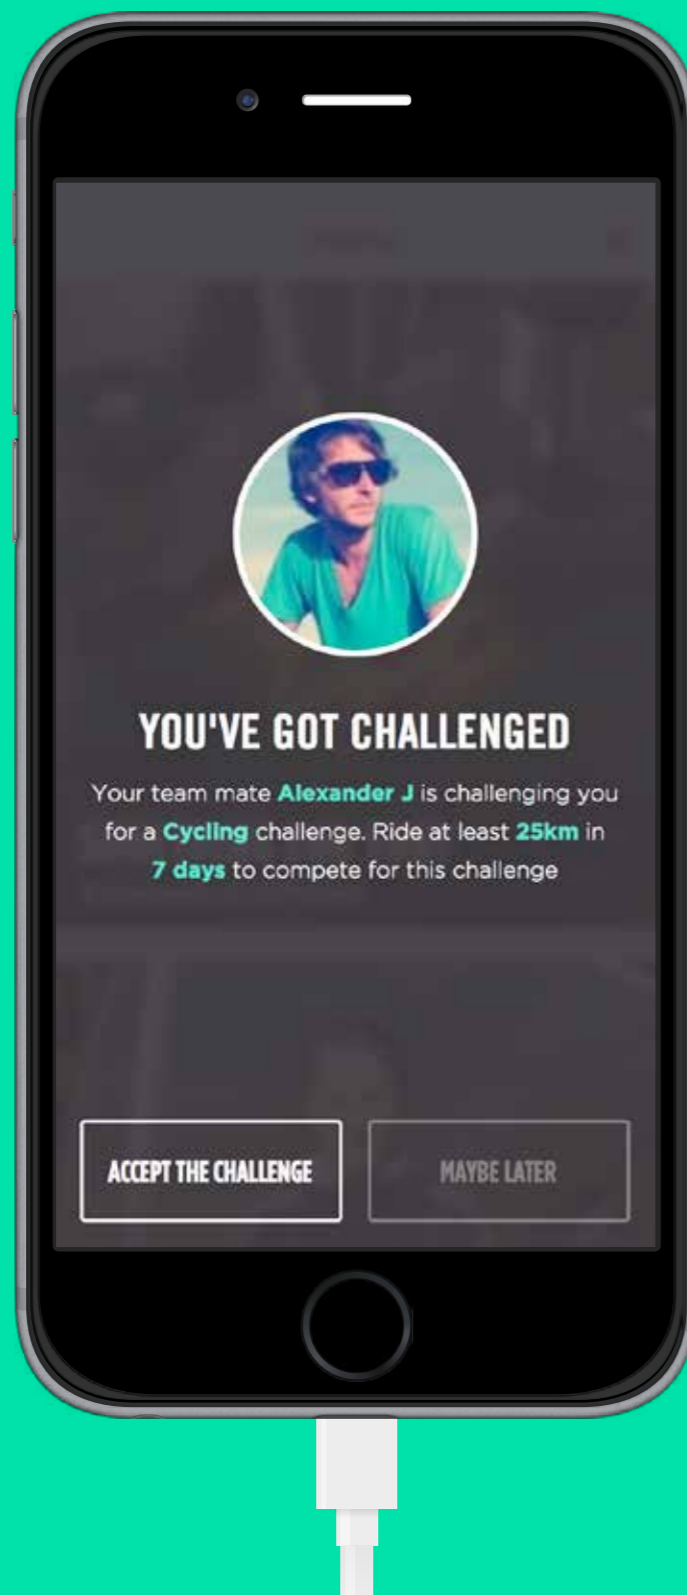 YOU'VE GOT CHALLENGED
Your team mate Alexander J is challenging you
for a Cycling challenge. Ride at least 25km in
7 days to compete for this challenge
ACCEPT THE CHALLENGE
MAYBE LATER